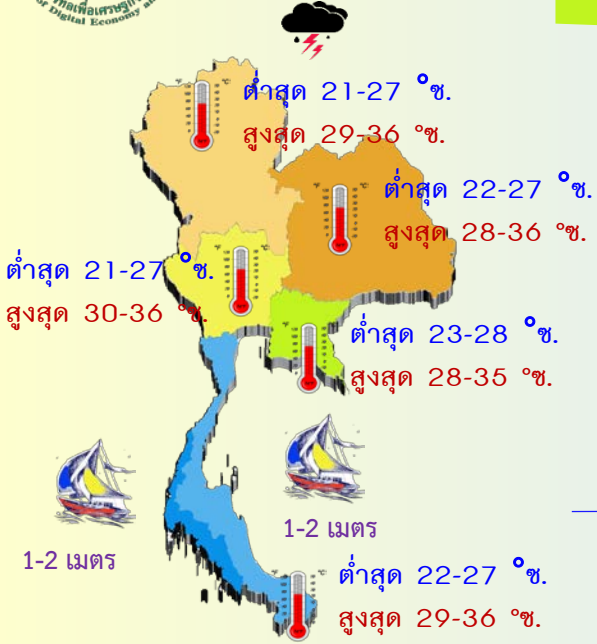 of Digital Economy an
ต่ำสุด 21-27 °ซ.
สูงสุด 29-36 °ซ.
ต่ำสุด 22-27 °ซ.
สูงสุด 28-36 °ซ.
ต่ำสุด 21-27 °ซ.
สูงสุด 30-36 °ซ.
ต่ำสุด 23-28 °ซ.
สูงสุด 28-35 °ซ.
1-2 เมตร
1-2 เมตร
ต่ำสุด 22-27 °ซ.
สูงสุด 29-36 °ซ.